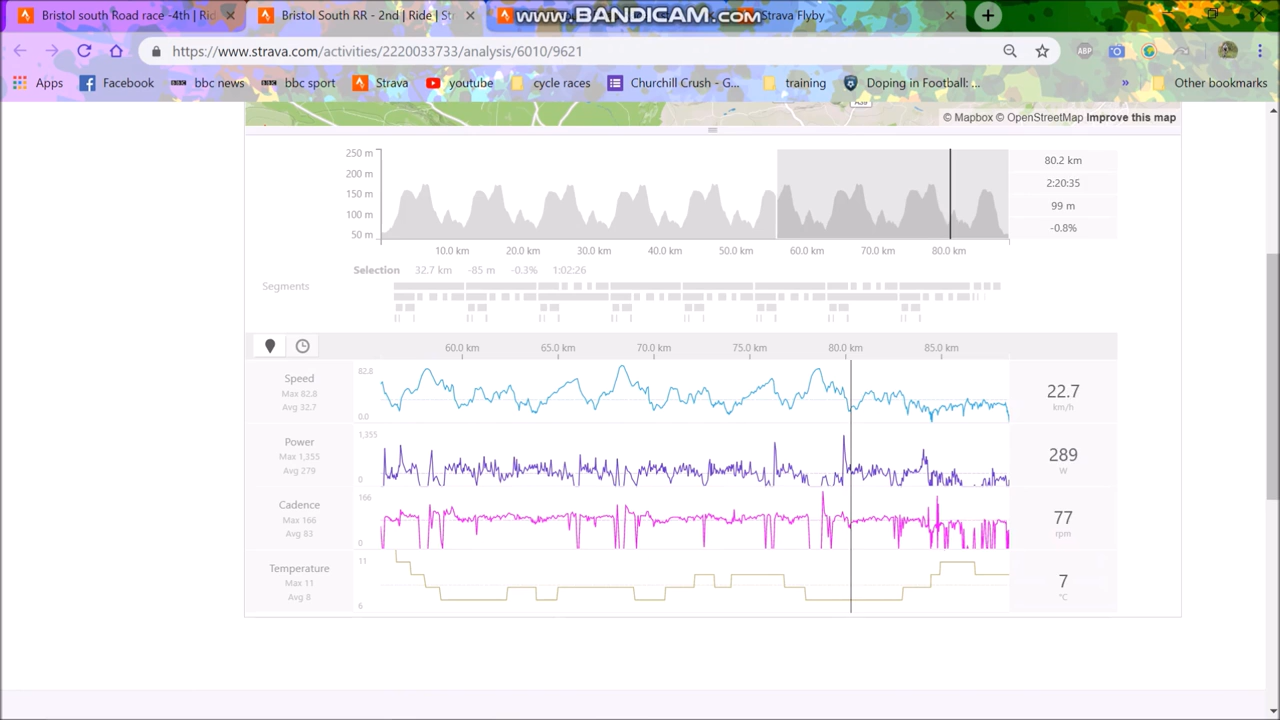 www.BANDICAM.com
Bristol south Road race -4th | Rid
Bristol South RR - 2nd | Ride | St
Strava Flyby
https://www.strava.com/activities/2220033733/analysis/6010/9621
ABP
Apps
Facebook
bbc news
bbc sport
Strava
youtube
cycle races
Churchill Crush - G...
training
Doping in Football: ...
»
Other bookmarks
A39
© Mapbox © OpenStreetMap Improve this map
250 m
200 m
150 m
100 m
50 m
10.0 km 20.0 km 30.0 km 40.0 km 50.0 km 60.0 km 70.0 km 80.0 km
80.2 km
2:20:35
99 m
-0.8%
Selection 32.7 km -85 m -0.3% 1:02:26
Segments
60.0 km 65.0 km 70.0 km 75.0 km 80.0 km 85.0 km
Speed
Max 82.8
Avg 32.7
82.8
0.0
22.7
km/h
Power
Max 1,355
Avg 279
1,355
0
289
W
Cadence
Max 166
Avg 83
166
0
77
rpm
Temperature
Max 11
Avg 8
11
6
7
°C